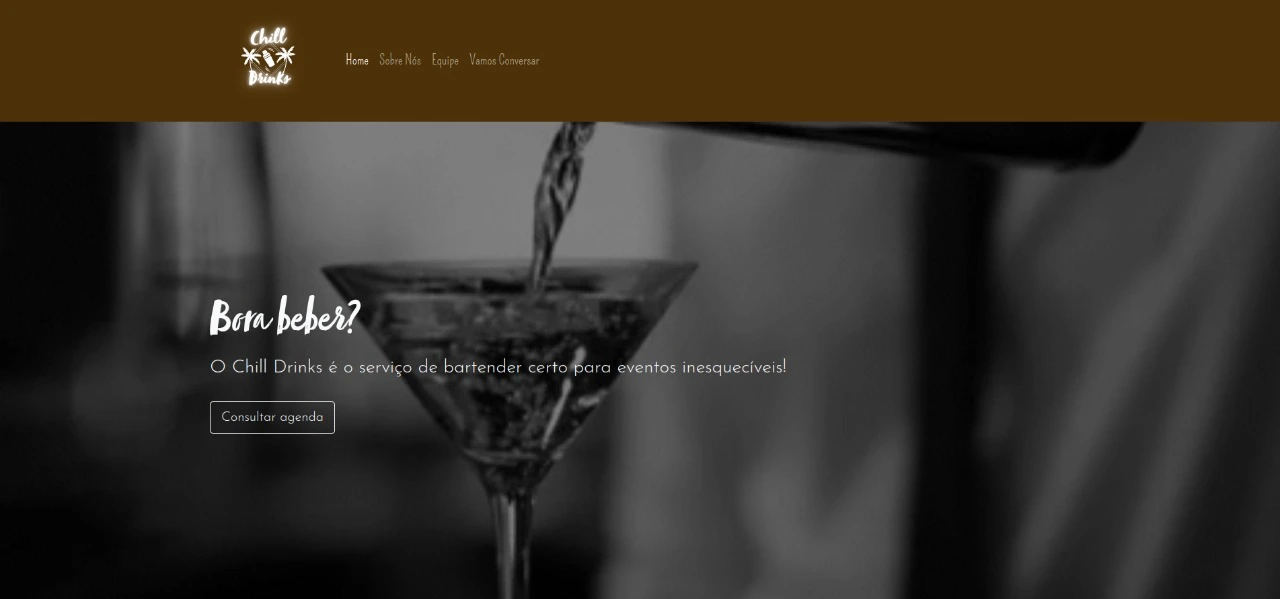 Chill
Drinks
Home Sobre Nós Equipe Vamos Conversar
Bora beber?
O Chill Drinks é o serviço de bartender certo para eventos inesquecíveis!
Consultar agenda